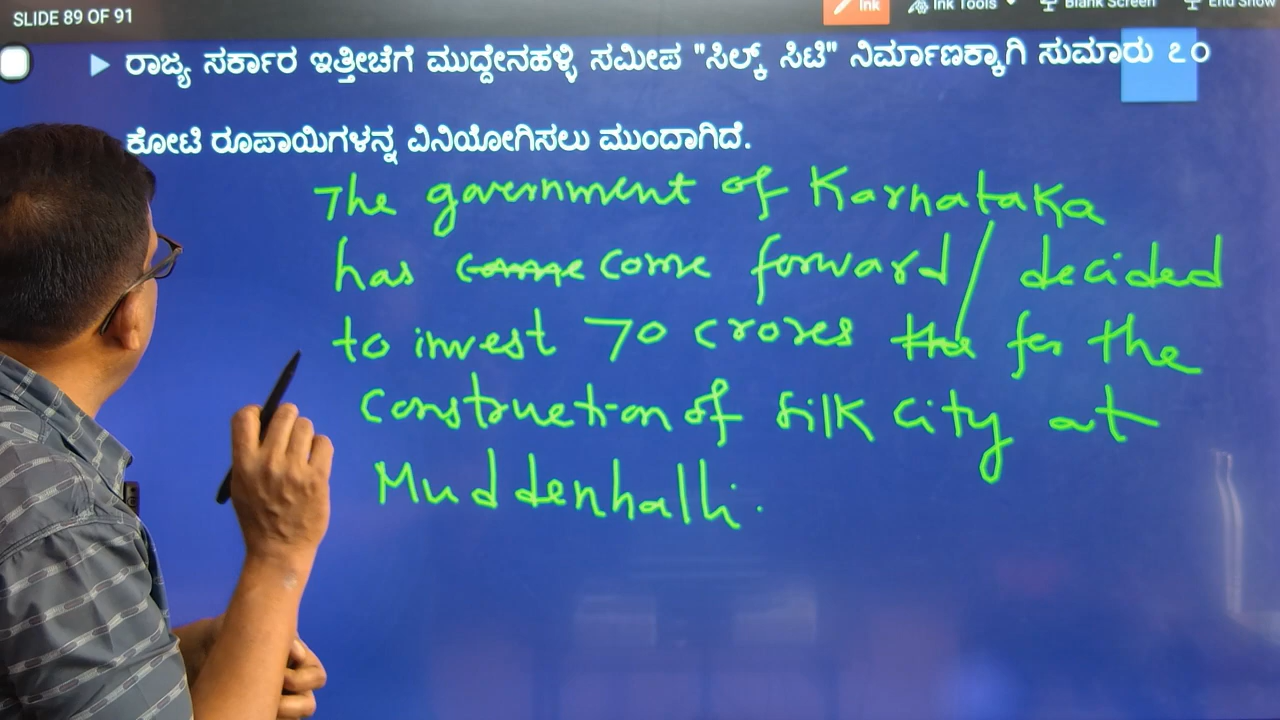 SLIDE 89 OF 91
Ink Ink Tools Blank Screen End Show
ರಾಜ್ಯ ಸರ್ಕಾರ ಇತ್ತೀಚೆಗೆ ಮುದ್ದೇನಹಳ್ಳಿ ಸಮೀಪ "ಸಿಲ್ಕ್ ಸಿಟಿ" ನಿರ್ಮಾಣಕ್ಕಾಗಿ ಸುಮಾರು ೭೦
ಕೋಟಿ ರೂಪಾಯಿಗಳನ್ನ ವಿನಿಯೋಗಿಸಲು ಮುಂದಾಗಿದೆ.
The government of Karnataka
has come forward / decided
to invest 70 crores for the
construction of silk city at
Muddenhalli.